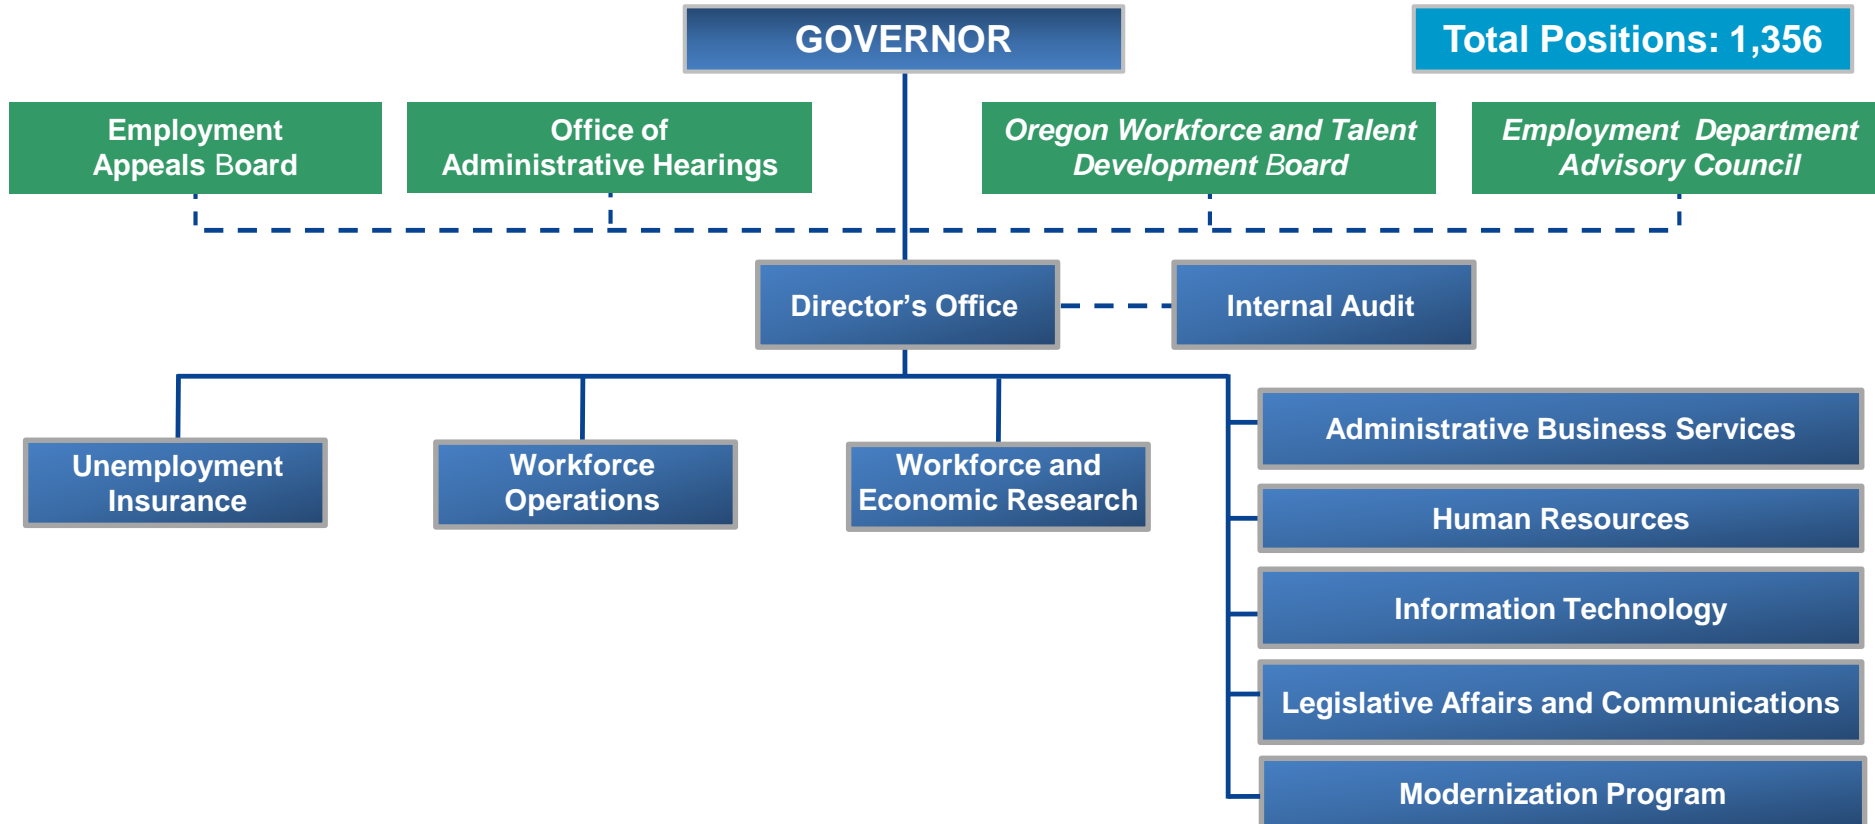 GOVERNOR
Total Positions: 1,356
Employment
Appeals Board
Office of
Administrative Hearings
Oregon Workforce and Talent
Development Board
Employment Department
Advisory Council
Director’s Office
Internal Audit
Unemployment
Insurance
Workforce
Operations
Workforce and
Economic Research
Administrative Business Services
Human Resources
Information Technology
Legislative Affairs and Communications
Modernization Program